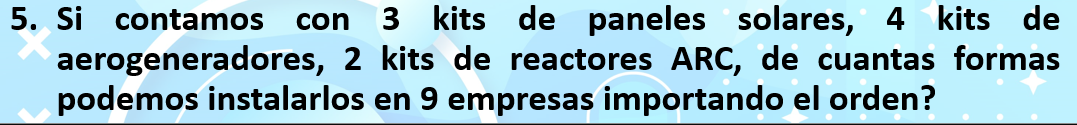 5. Si contamos con 3 kits de paneles solares, 4 kits de
aerogeneradores, 2 kits de reactores ARC, de cuantas formas
podemos instalarlos en 9 empresas importando el orden?